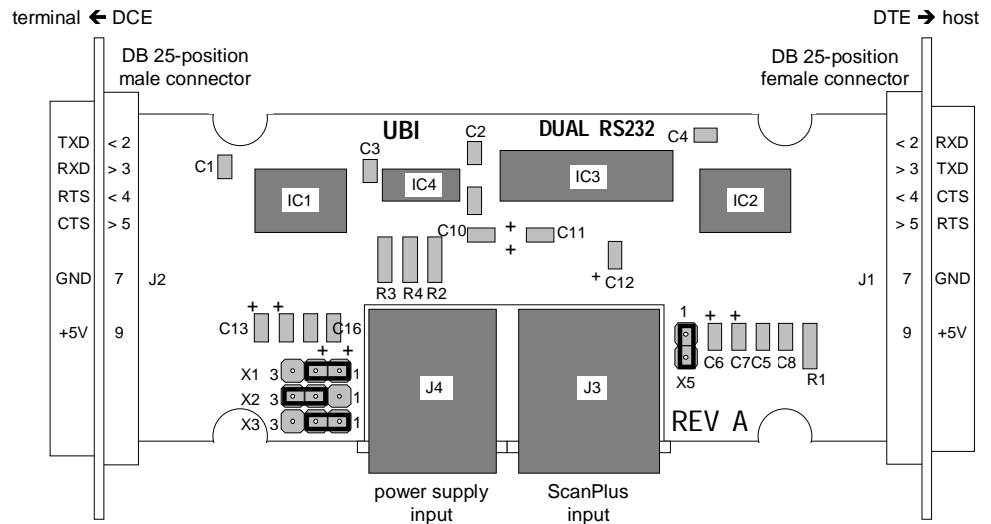 terminal ← DCE
DTE → host
DB 25-position
male connector
DB 25-position
female connector
UBI
DUAL RS232
C1
C3
C2
C4
IC1
IC4
IC3
IC2
TXD < 2
RXD > 3
RTS < 4
CTS > 5
GND 7
+5V 9
J2
< 2 RXD
> 3 TXD
< 4 CTS
> 5 RTS
7 GND
9 +5V
J1
C10
+
+
C11
+ C12
R3 R4 R2
+ +
C13
C16
+ +
X1 3 1
X2 3 1
X3 3 1
J4
J3
1
X5
+ +
C6 C7 C5 C8 R1
REV A
power supply
input
ScanPlus
input